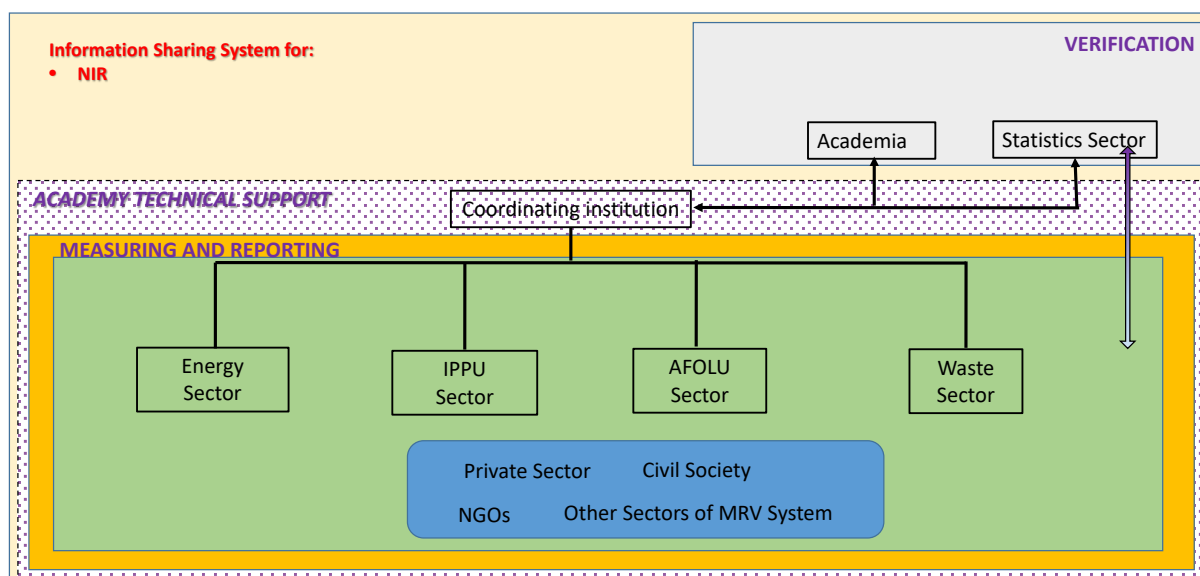 Information Sharing System for:
• NIR
VERIFICATION
Academia
Statistics Sector
ACADEMY TECHNICAL SUPPORT
Coordinating institution
MEASURING AND REPORTING
Energy
Sector
IPPU
Sector
AFOLU
Sector
Waste
Sector
Private Sector
Civil Society
NGOs
Other Sectors of MRV System